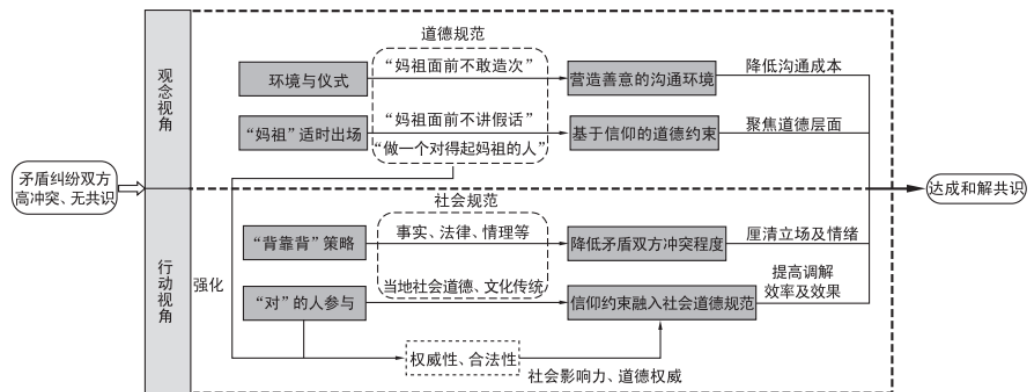 道德规范
观念视角
环境与仪式
“妈祖面前不敢造次”
营造善意的沟通环境
降低沟通成本
“妈祖”适时出场
“妈祖面前不讲假话”
“做一个对得起妈祖的人”
基于信仰的道德约束
聚焦道德层面
矛盾纠纷双方
高冲突、无共识
达成和解共识
社会规范
行动视角
“背靠背”策略
事实、法律、情理等
降低矛盾双方冲突程度
厘清立场及情绪
强化
“对”的人参与
当地社会道德、文化传统
信仰约束融入社会道德规范
提高调解
效率及效果
权威性、合法性
社会影响力、道德权威